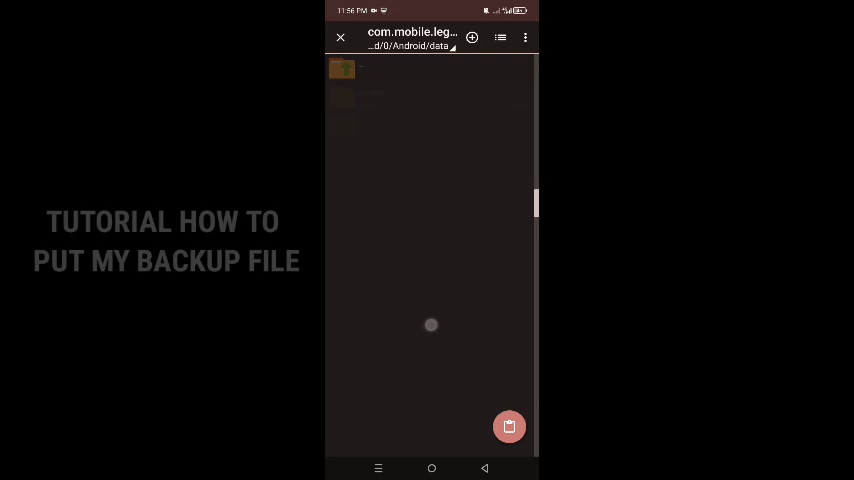 11:56 PM
com.mobile.leg...
...d/0/Android/data
..
TUTORIAL HOW TO
PUT MY BACKUP FILE